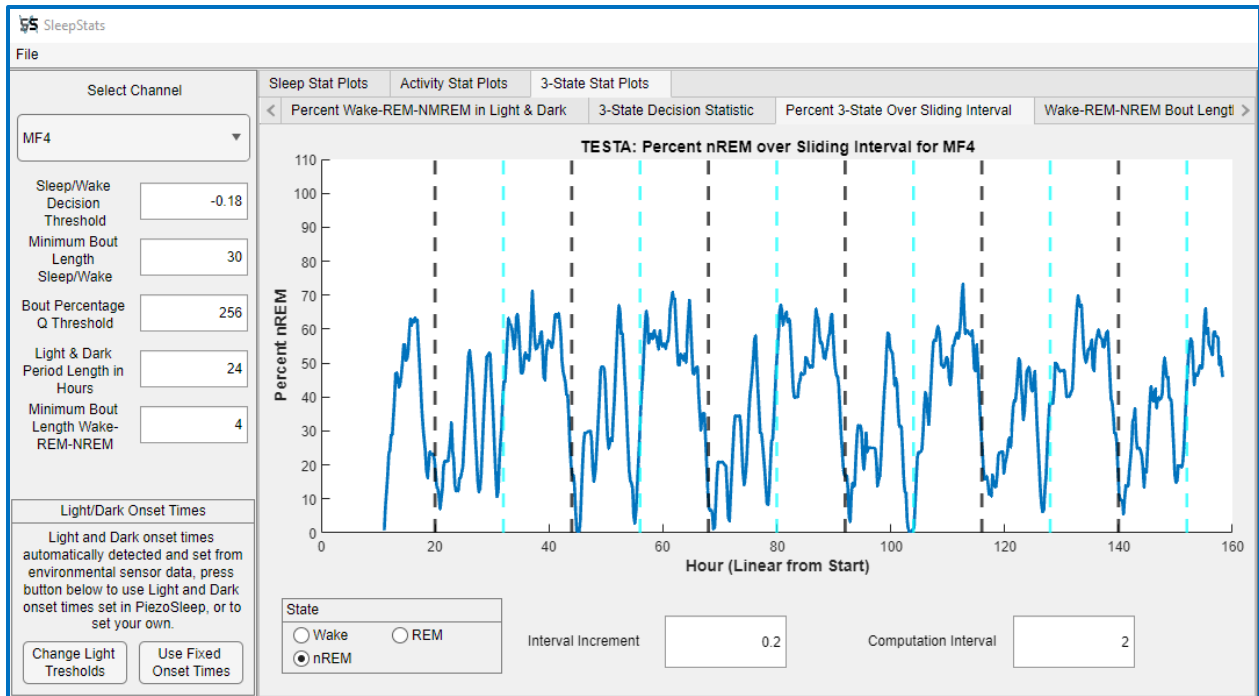 SleepStats
File
Select Channel
MF4
Sleep/Wake
Decision
Threshold
-0.18
Minimum Bout
Length
Sleep/Wake
30
Bout Percentage
Q Threshold
256
Light & Dark
Period Length in
Hours
24
Minimum Bout
Length Wake-
REM-NREM
4
Light/Dark Onset Times
Light and Dark onset times
automatically detected and set from
environmental sensor data, press
button below to use Light and Dark
onset times set in PiezoSleep, or to
set your own.
Change Light
Tresholds
Use Fixed
Onset Times
Sleep Stat Plots
Activity Stat Plots
3-State Stat Plots
Percent Wake-REM-NMREM in Light & Dark
3-State Decision Statistic
Percent 3-State Over Sliding Interval
Wake-REM-NREM Bout Lengt
TESTA: Percent nREM over Sliding Interval for MF4
Percent nREM
110
100
90
80
70
60
50
40
30
20
10
0
0 20 40 60 80 100 120 140 160
Hour (Linear from Start)
State
Wake
REM
nREM
Interval Increment
0.2
Computation Interval
2